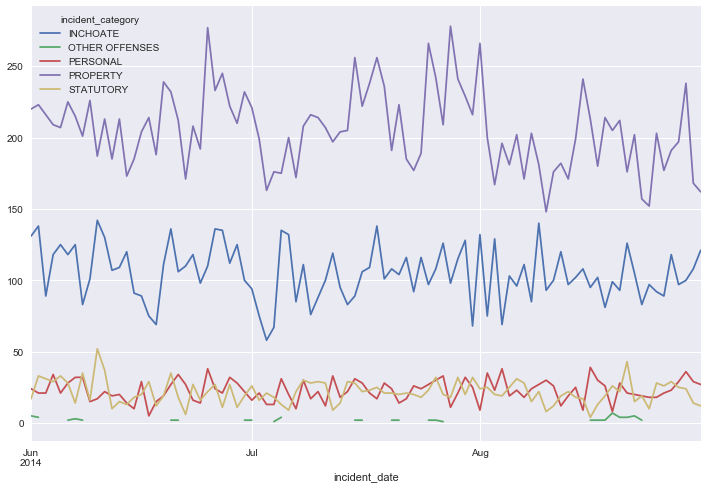 incident_category
INCHOATE
OTHER OFFENSES
PERSONAL
PROPERTY
STATUTORY
250
200
150
100
50
0
Jun
2014
Jul
Aug
incident_date